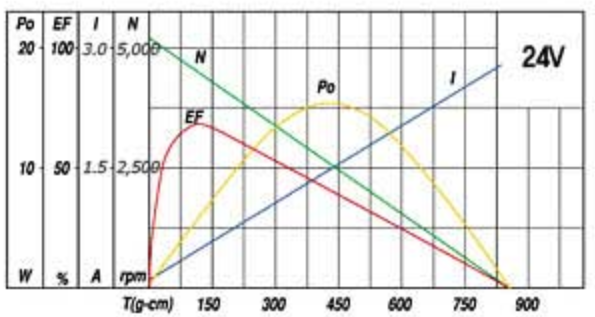 Po EF I N
20 100 3.0 5,000
24V
N
I
Po
EF
10 50 1.5 2,500
W % A rpm
T(g-cm) 150 300 450 600 750 900